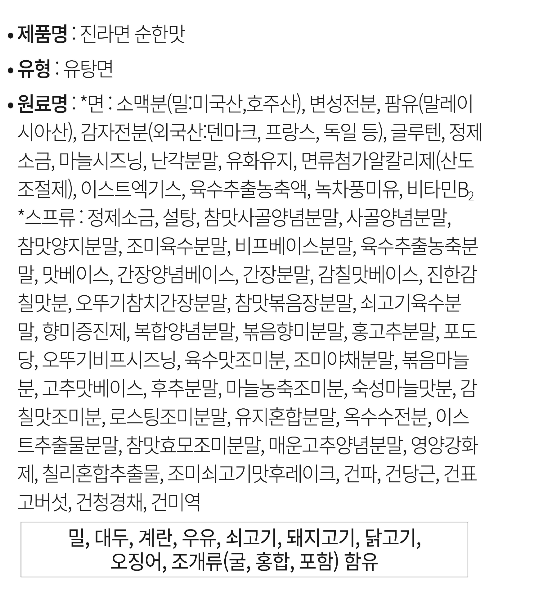 • 제품명 : 진라면 순한맛
• 유형 : 유탕면
• 원료명 : *면 : 소맥분(밀:미국산,호주산), 변성전분, 팜유(말레이
시아산), 감자전분(외국산:덴마크, 프랑스, 독일 등), 글루텐, 정제
소금, 마늘시즈닝, 난각분말, 유화유지, 면류첨가알칼리제(산도
조절제), 이스트엑기스, 육수추출농축액, 녹차풍미유, 비타민B₂
*스프류 : 정제소금, 설탕, 참맛사골양념분말, 사골양념분말,
참맛양지분말, 조미육수분말, 비프베이스분말, 육수추출농축분
말, 맛베이스, 간장양념베이스, 간장분말, 감칠맛베이스, 진한감
칠맛분, 오뚜기참치간장분말, 참맛볶음장분말, 쇠고기육수분
말, 향미증진제, 복합양념분말, 볶음향미분말, 홍고추분말, 포도
당, 오뚜기비프시즈닝, 육수맛조미분, 조미야채분말, 볶음마늘
분, 고추맛베이스, 후추분말, 마늘농축조미분, 숙성마늘맛분, 감
칠맛조미분, 로스팅조미분말, 유지혼합분말, 옥수수전분, 이스
트추출물분말, 참맛효모조미분말, 매운고추양념분말, 영양강화
제, 칠리혼합추출물, 조미쇠고기맛후레이크, 건파, 건당근, 건표
고버섯, 건청경채, 건미역
밀, 대두, 계란, 우유, 쇠고기, 돼지고기, 닭고기,
오징어, 조개류(굴, 홍합, 포함) 함유